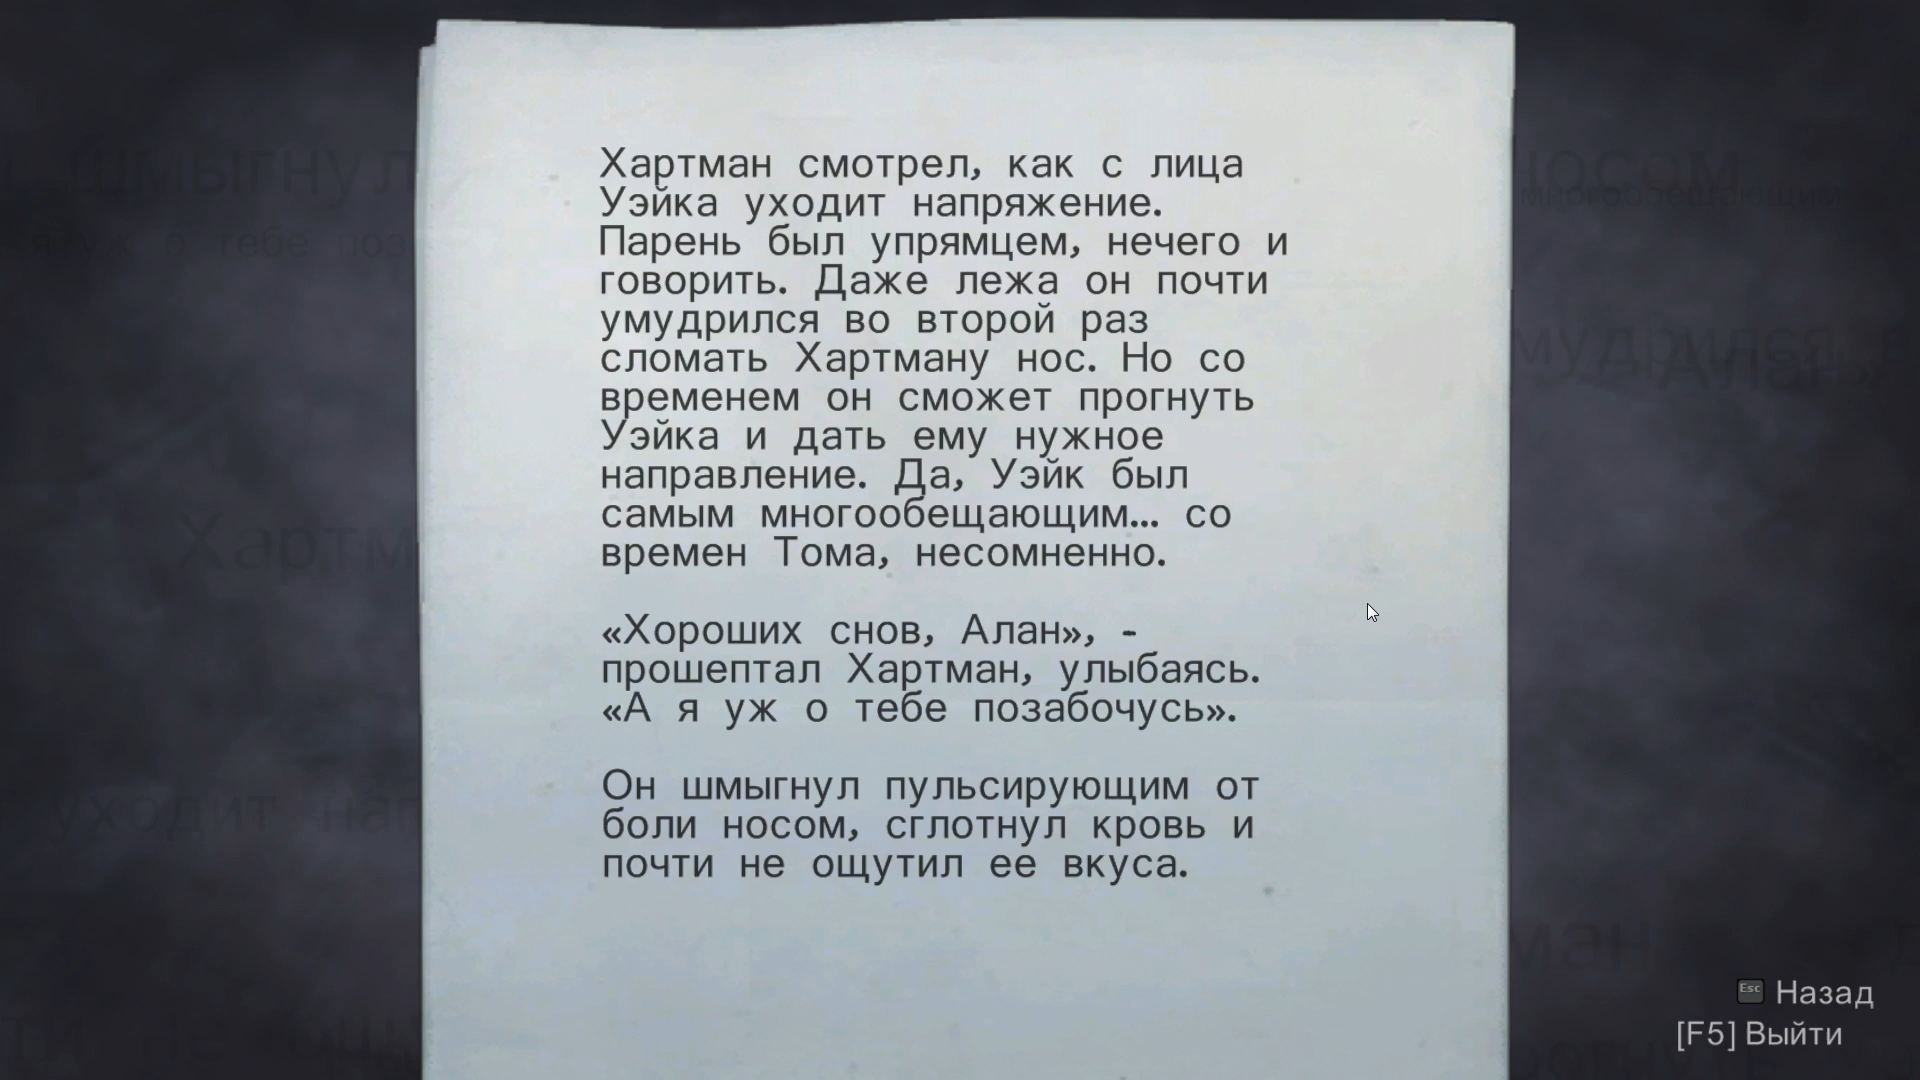 Хартман смотрел, как с лица
Уэйка уходит напряжение.
Парень был упрямцем, нечего и
говорить. Даже лежа он почти
умудрился во второй раз
сломать Хартману нос. Но со
временем он сможет прогнуть
Уэйка и дать ему нужное
направление. Да, Уэйк был
самым многообещающим... со
времен Тома, несомненно.
«Хороших снов, Алан», -
прошептал Хартман, улыбаясь.
«А я уж о тебе позабочусь».
Он шмыгнул пульсирующим от
боли носом, сглотнул кровь и
почти не ощутил ее вкуса.
Esc Назад
[F5] Выйти